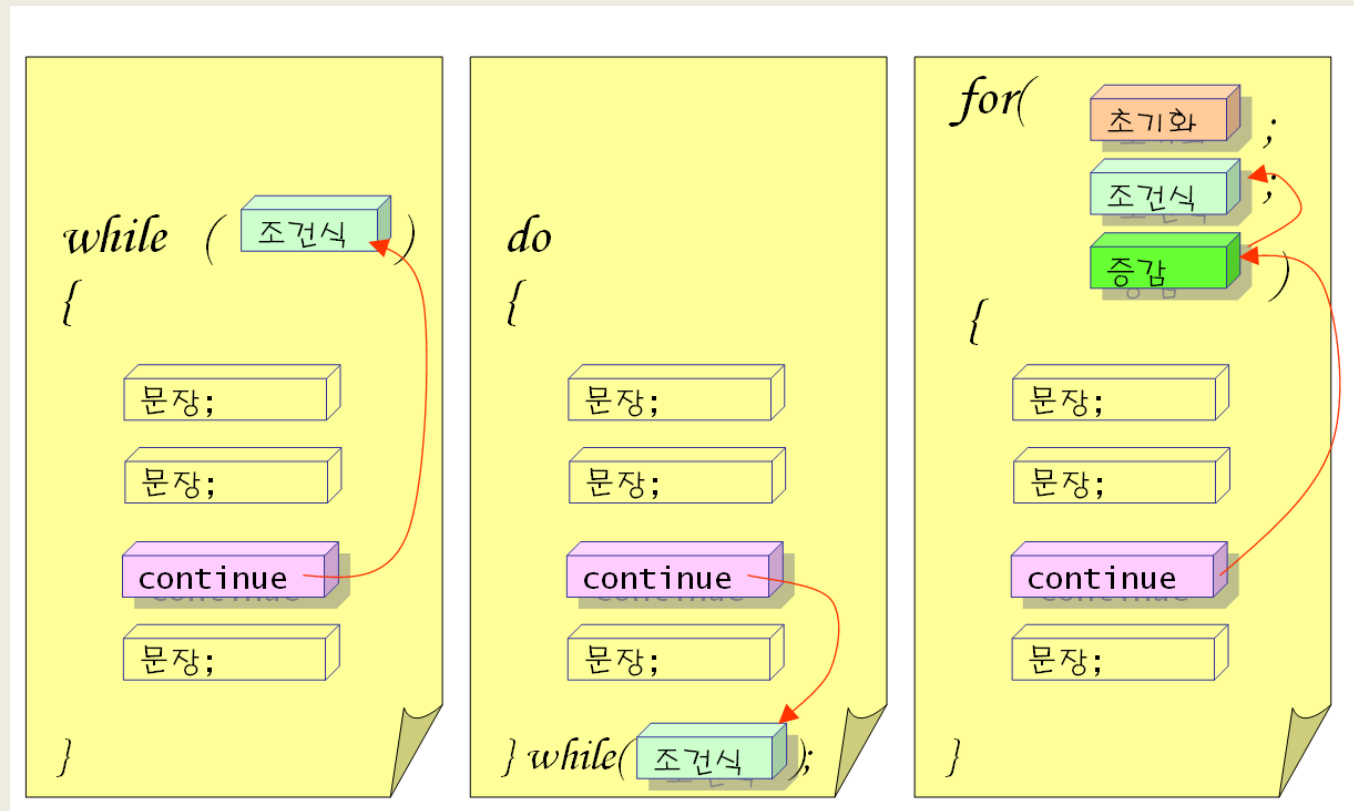 while ( 조건식 )
{
문장;
문장;
continue
문장;
}
do
{
문장;
문장;
continue
문장;
} while( 조건식 );
for( 초기화 ;
조건식 ;
증감 )
{
문장;
문장;
continue
문장;
}